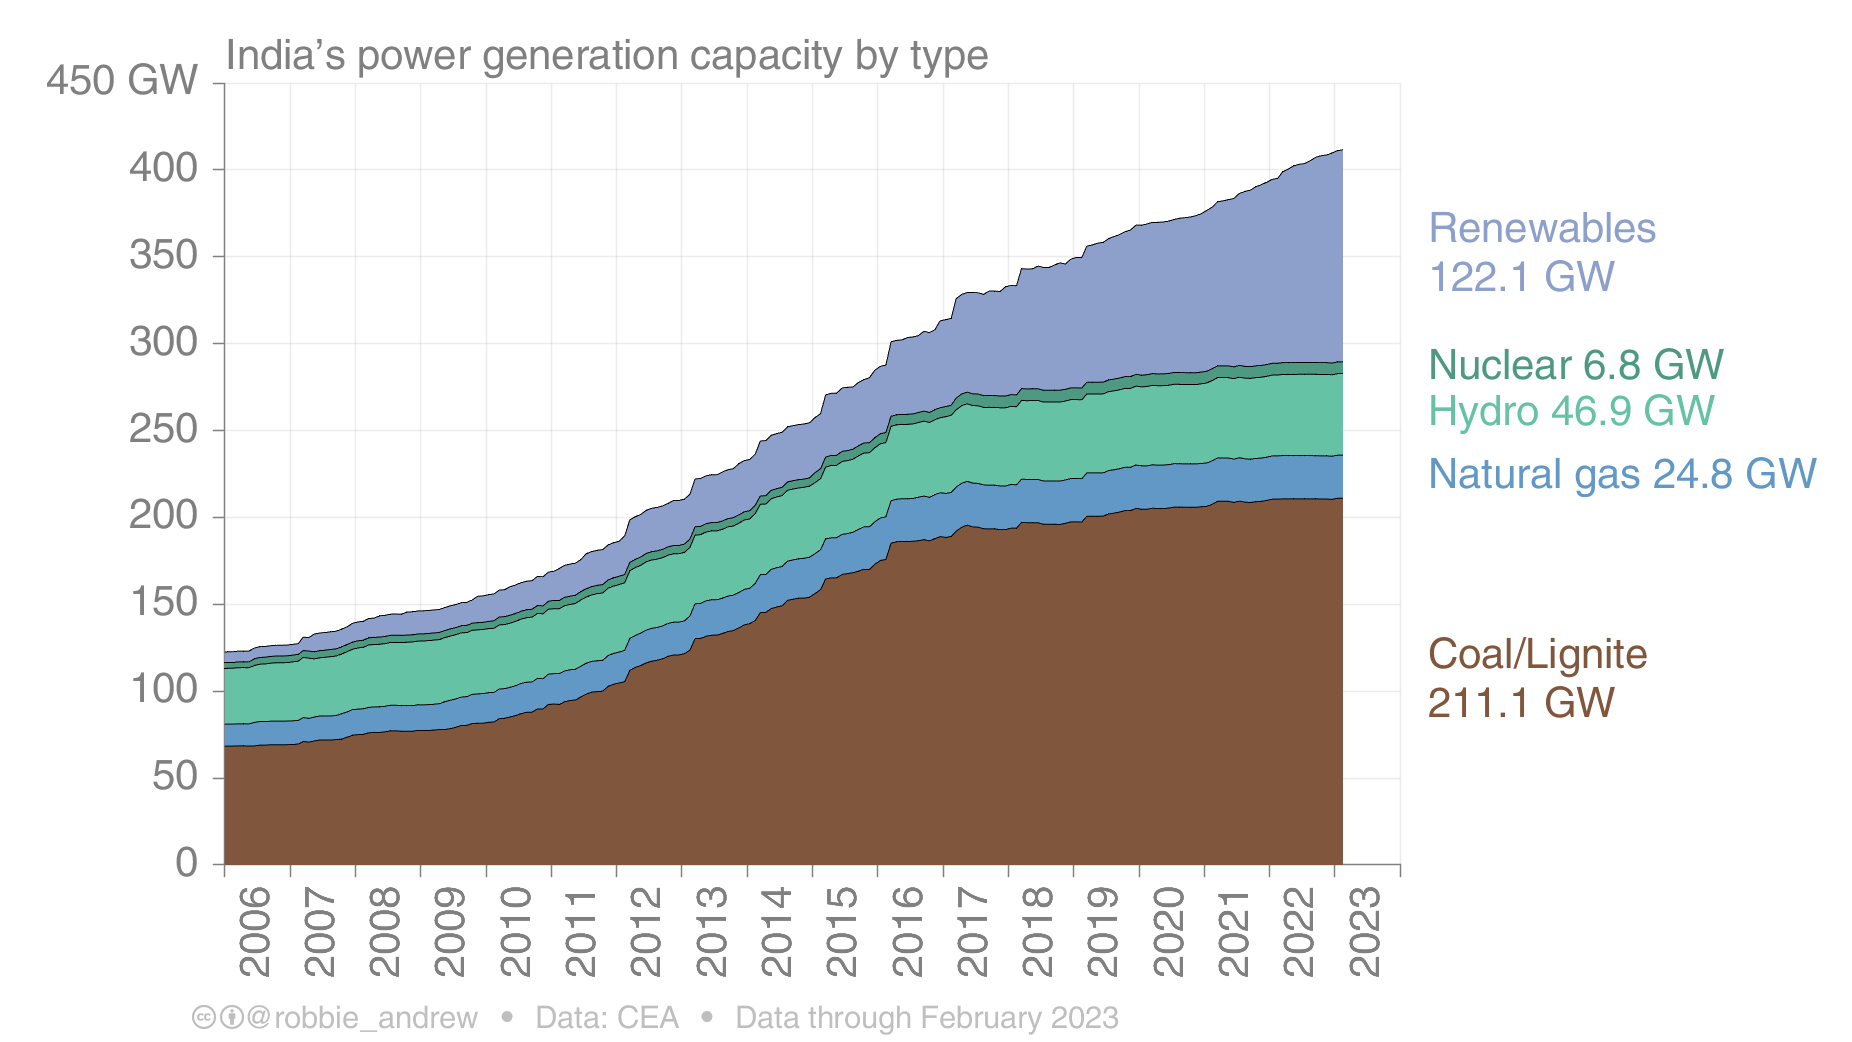 India’s power generation capacity by type
450 GW
400
350
300
250
200
150
100
50
0
2006
2007
2008
2009
2010
2011
2012
2013
2014
2015
2016
2017
2018
2019
2020
2021
2022
2023
Renewables
122.1 GW
Nuclear 6.8 GW
Hydro 46.9 GW
Natural gas 24.8 GW
Coal/Lignite
211.1 GW
cc @robbie_andrew • Data: CEA • Data through February 2023